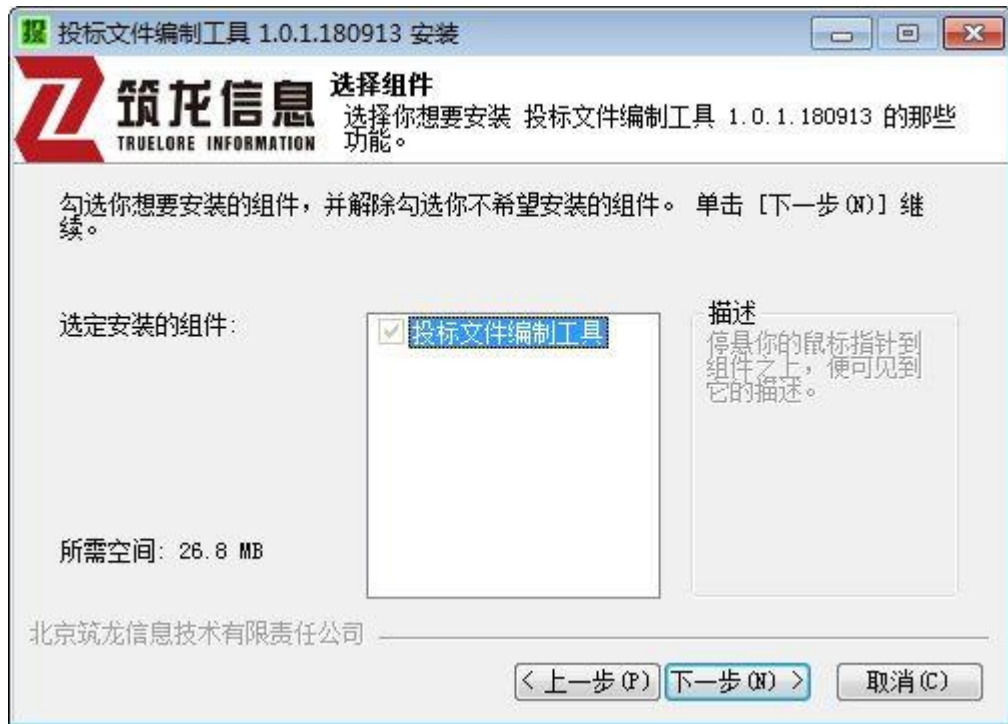 投 投标文件编制工具 1.0.1.180913 安装
筑龙信息
TRUELORE INFORMATION
选择组件
选择你想要安装 投标文件编制工具 1.0.1.180913 的那些
功能。
勾选你想要安装的组件，并解除勾选你不希望安装的组件。 单击 [下一步(N)] 继
续。
选定安装的组件:
投标文件编制工具
描述
停悬你的鼠标指针到
组件之上，便可见到
它的描述。
所需空间: 26.8 MB
北京筑龙信息技术有限责任公司
< 上一步(P) 下一步(N) > 取消(C)